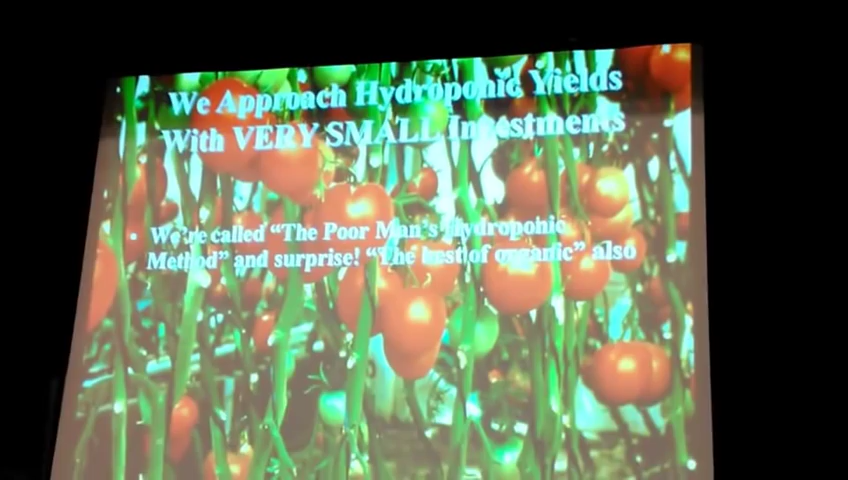 We Approach Hydroponic Yields
With VERY SMALL Investments
• We're called “The Poor Man's Hydroponic
Method” and surprise! “The best of organic” also